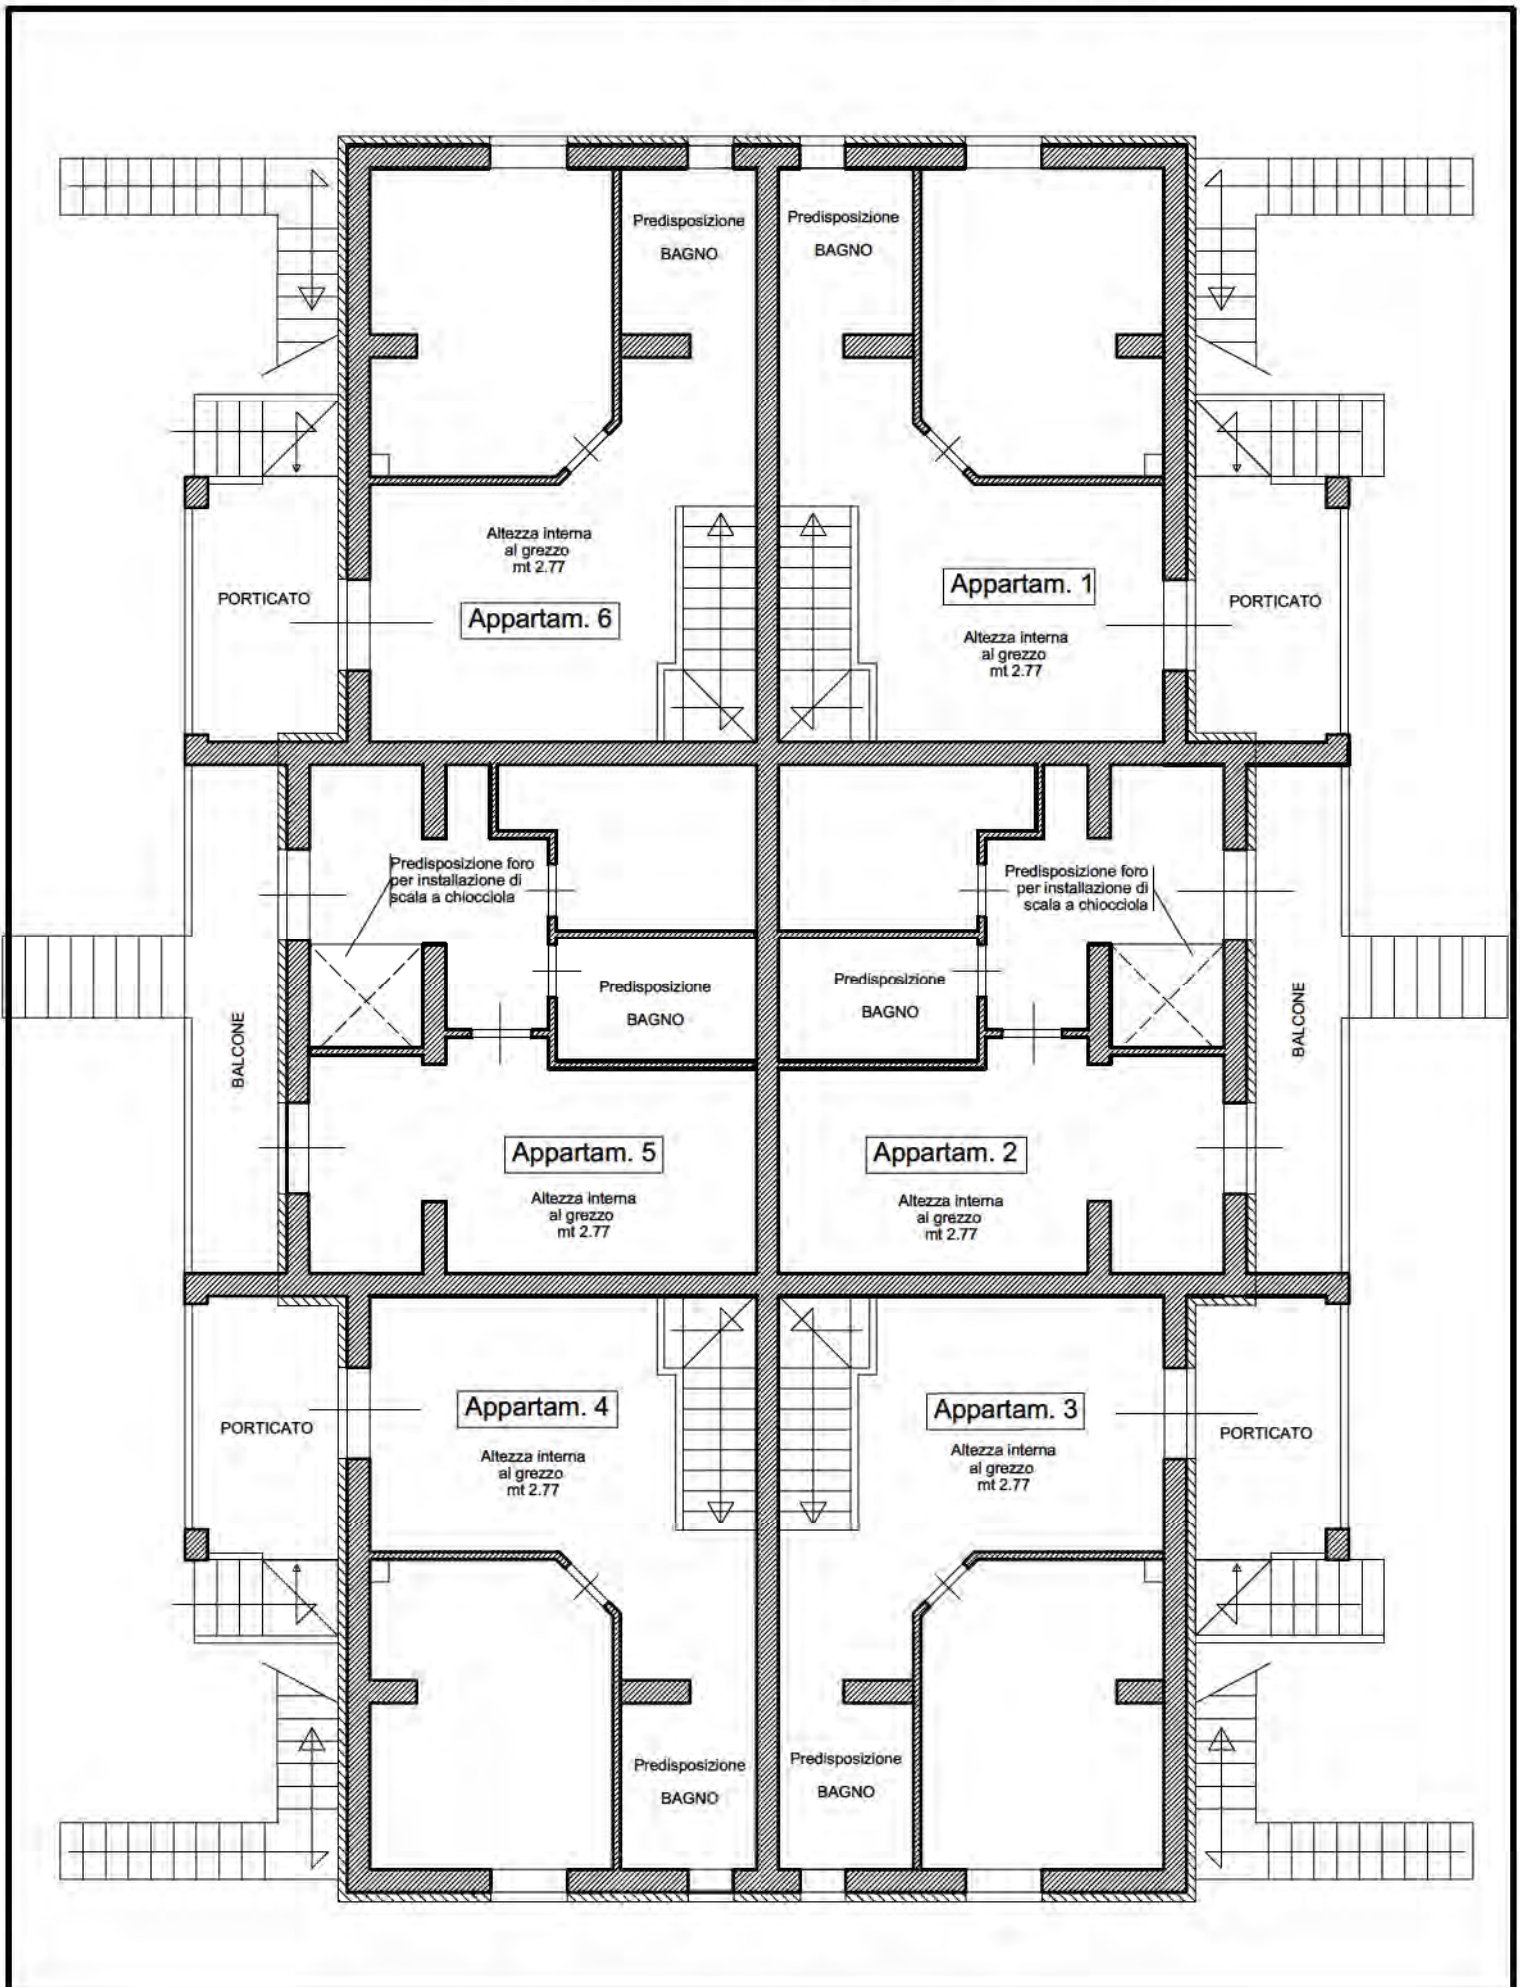 Predisposizione
BAGNO
Predisposizione
BAGNO
Altezza interna
al grezzo
mt 2.77
Appartam. 6
PORTICATO
Appartam. 1
Altezza interna
al grezzo
mt 2.77
PORTICATO
Predisposizione foro
per installazione di
scala a chiocciola
Predisposizione foro
per installazione di
scala a chiocciola
Predisposizione
BAGNO
Predisposizione
BAGNO
BALCONE
BALCONE
Appartam. 5
Altezza interna
al grezzo
mt 2.77
Appartam. 2
Altezza interna
al grezzo
mt 2.77
PORTICATO
Appartam. 4
Altezza interna
al grezzo
mt 2.77
Appartam. 3
Altezza interna
al grezzo
mt 2.77
PORTICATO
Predisposizione
BAGNO
Predisposizione
BAGNO